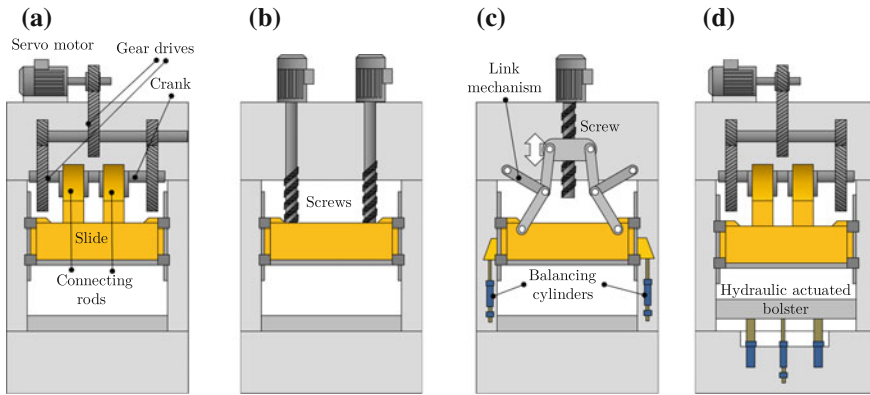 (a)
(b)
(c)
(d)
Servo motor
Gear drives
Crank
Slide
Connecting
rods
Screws
Link
mechanism
Screw
Balancing
cylinders
Hydraulic actuated
bolster